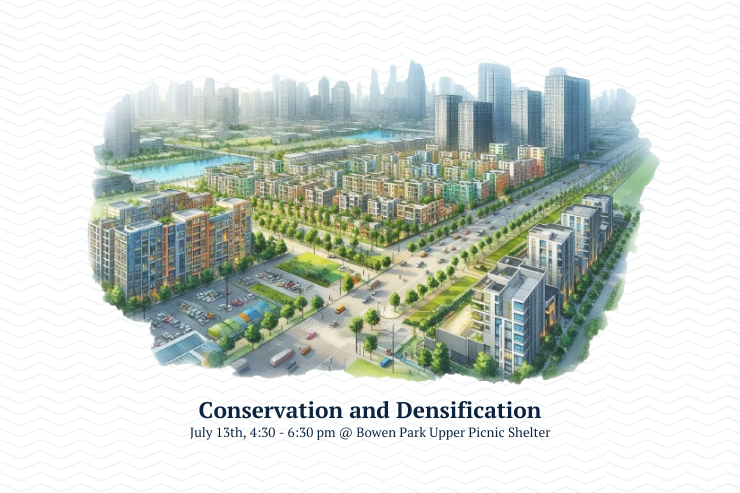 Conservation and Densification
July 13th, 4:30 - 6:30 pm @ Bowen Park Upper Picnic Shelter